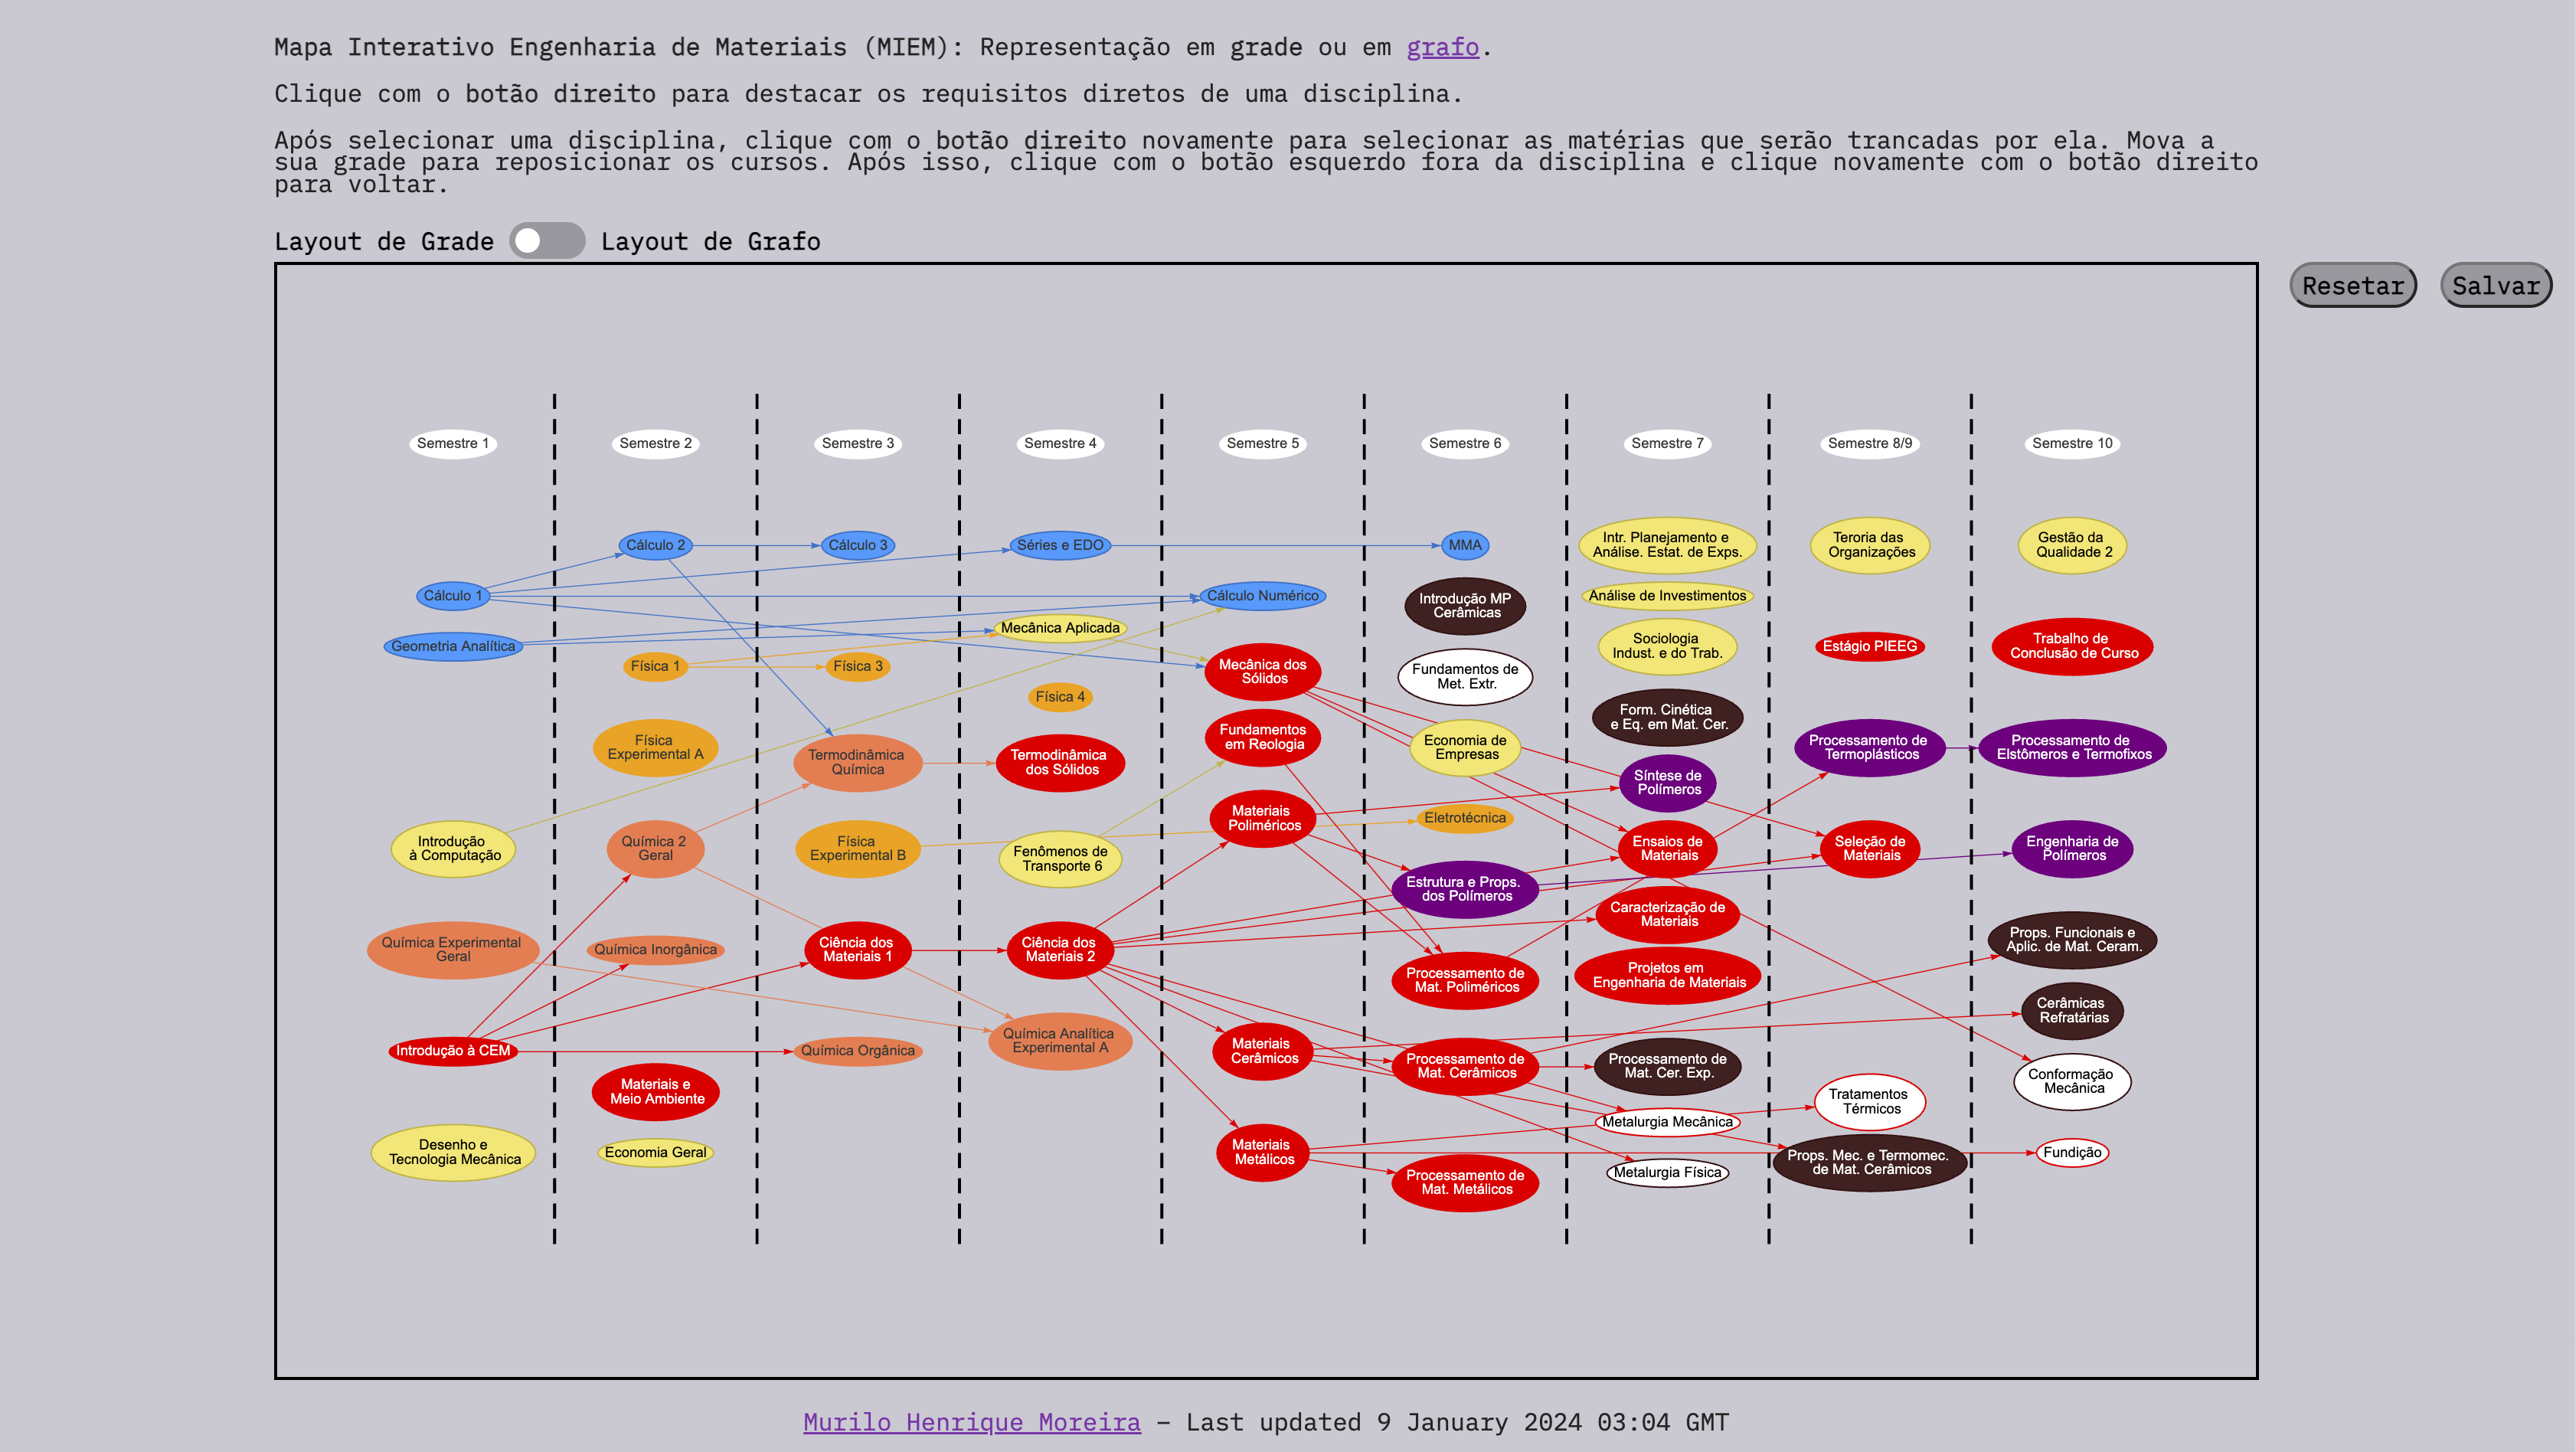 Mapa Interativo Engenharia de Materiais (MIEM): Representação em grade ou em grafo.
Clique com o botão direito para destacar os requisitos diretos de uma disciplina.
Após selecionar uma disciplina, clique com o botão direito novamente para selecionar as matérias que serão trancadas por ela. Mova a
sua grade para reposicionar os cursos. Após isso, clique com o botão esquerdo fora da disciplina e clique novamente com o botão direito
para voltar.
Layout de Grade Layout de Grafo
Resetar
Salvar
Semestre 1
Semestre 2
Semestre 3
Semestre 4
Semestre 5
Semestre 6
Semestre 7
Semestre 8/9
Semestre 10
Cálculo 1
Geometria Analítica
Introdução
à Computação
Química Experimental
Geral
Introdução à CEM
Desenho e
Tecnologia Mecânica
Cálculo 2
Física 1
Física
Experimental A
Química 2
Geral
Química Inorgânica
Materiais e
Meio Ambiente
Economia Geral
Cálculo 3
Física 3
Termodinâmica
Química
Física
Experimental B
Ciência dos
Materiais 1
Química Orgânica
Séries e EDO
Mecânica Aplicada
Física 4
Termodinâmica
dos Sólidos
Fenômenos de
Transporte 6
Ciência dos
Materiais 2
Química Analítica
Experimental A
Cálculo Numérico
Mecânica dos
Sólidos
Fundamentos
em Reologia
Materiais
Poliméricos
Materiais
Cerâmicos
Materiais
Metálicos
MMA
Introdução MP
Cerâmicas
Fundamentos de
Met. Extr.
Economia de
Empresas
Eletrotécnica
Estrutura e Props.
dos Polímeros
Processamento de
Mat. Poliméricos
Processamento de
Mat. Cerâmicos
Processamento de
Mat. Metálicos
Intr. Planejamento e
Análise. Estat. de Exps.
Análise de Investimentos
Sociologia
Indust. e do Trab.
Form. Cinética
e Eq. em Mat. Cer.
Síntese de
Polímeros
Ensaios de
Materiais
Caracterização de
Materiais
Projetos em
Engenharia de Materiais
Processamento de
Mat. Cer. Exp.
Metalurgia Mecânica
Metalurgia Física
Teroria das
Organizações
Estágio PIEEG
Processamento de
Termoplásticos
Seleção de
Materiais
Tratamentos
Térmicos
Props. Mec. e Termomec.
de Mat. Cerâmicos
Gestão da
Qualidade 2
Trabalho de
Conclusão de Curso
Processamento de
Elstômeros e Termofixos
Engenharia de
Polímeros
Props. Funcionais e
Aplic. de Mat. Ceram.
Cerâmicas
Refratárias
Conformação
Mecânica
Fundição
Murilo Henrique Moreira – Last updated 9 January 2024 03:04 GMT